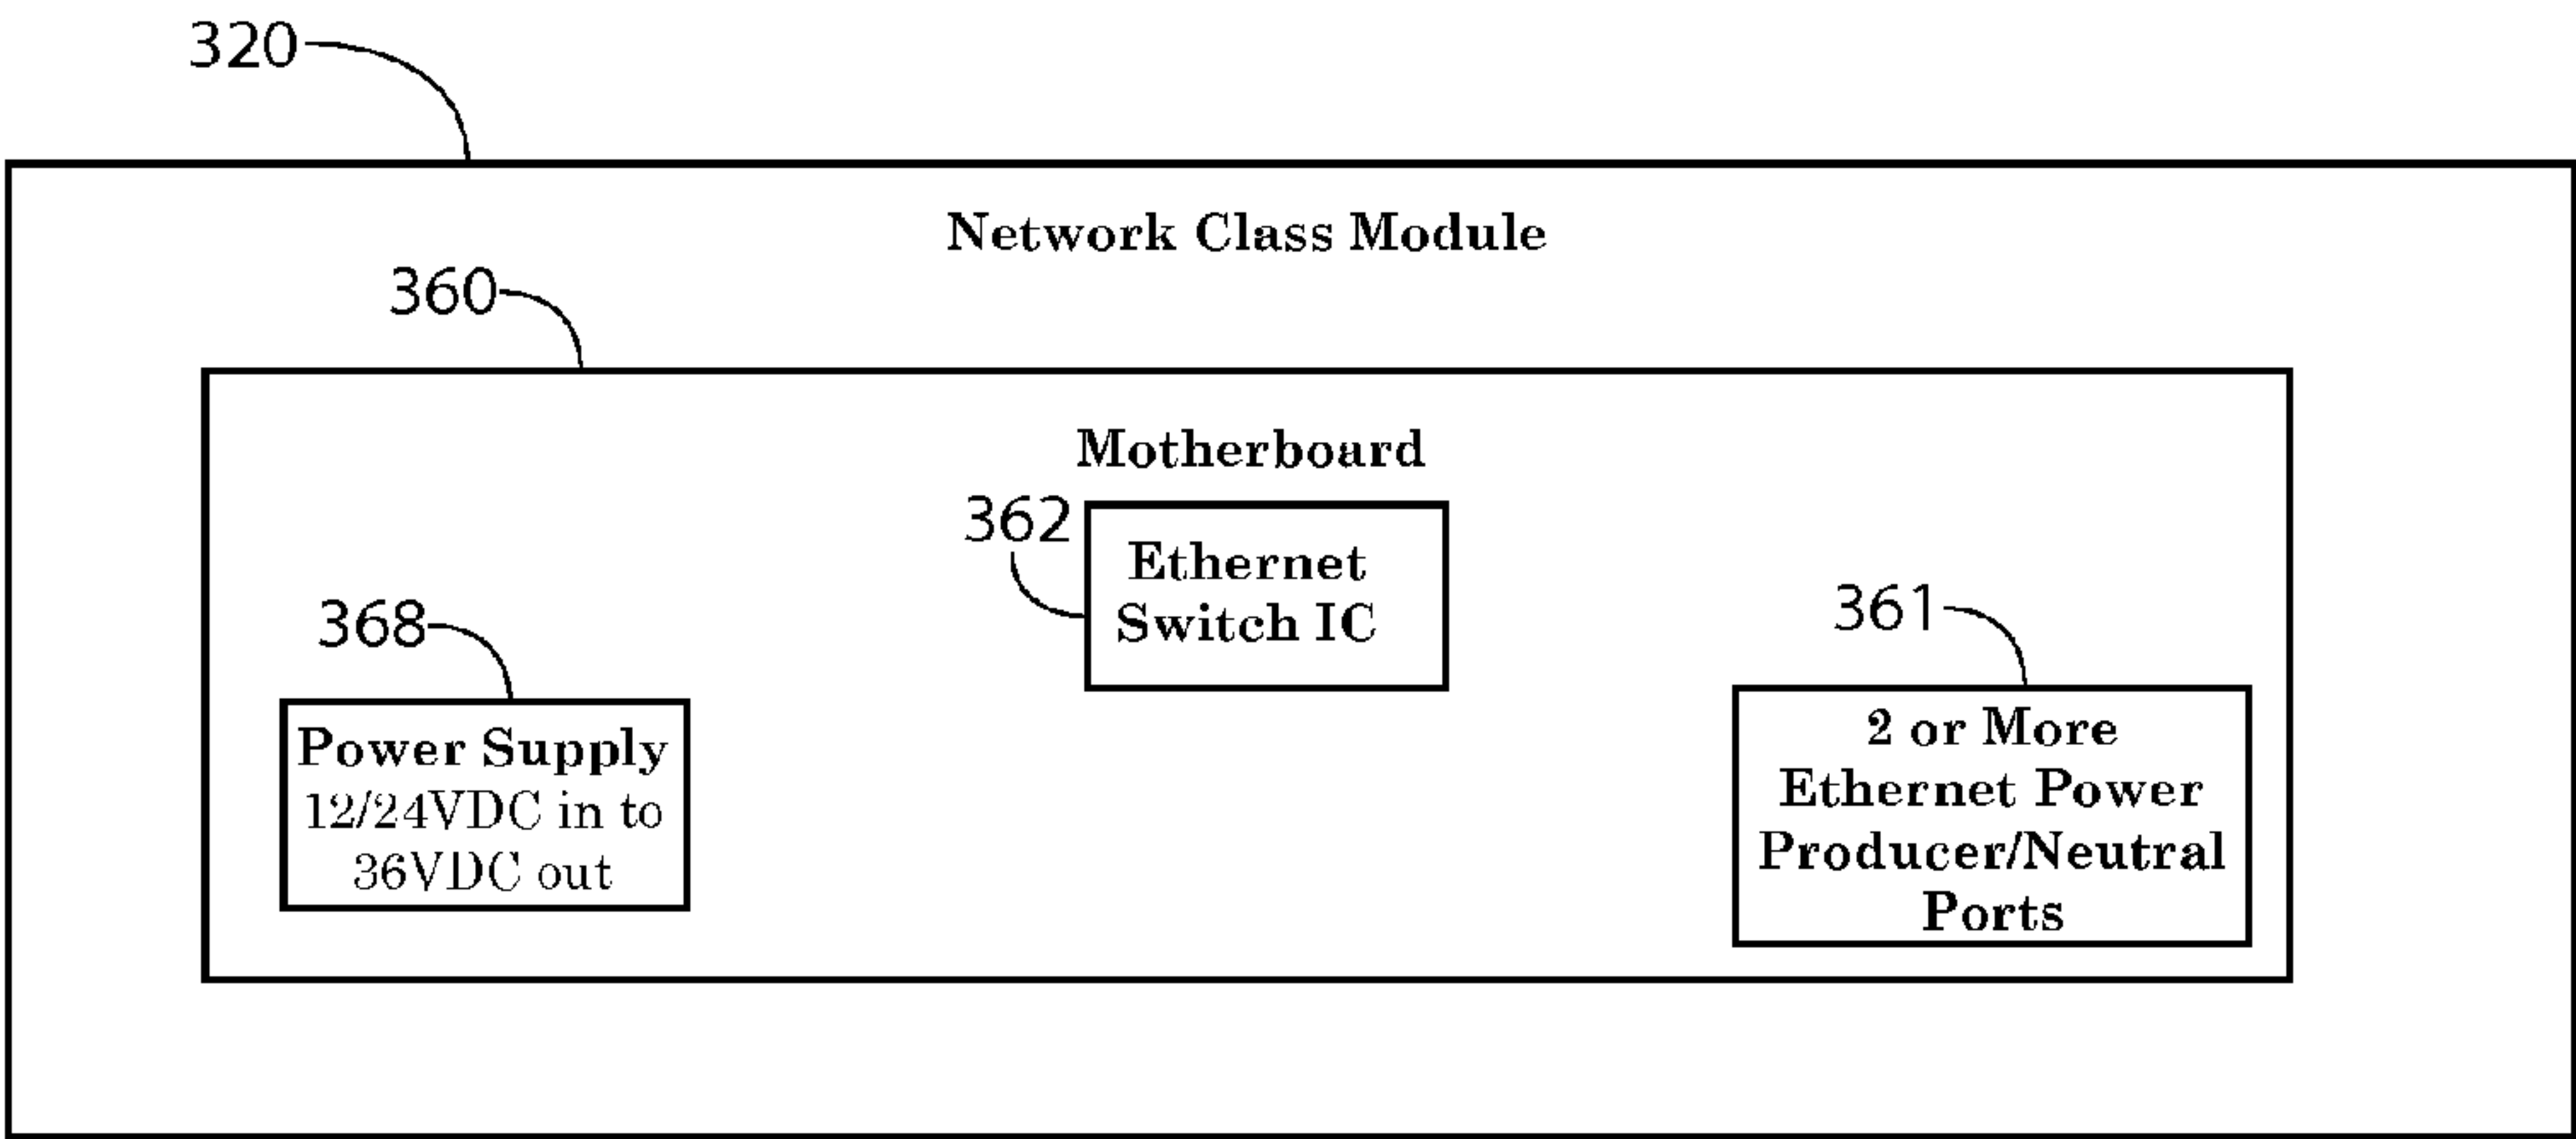 320
Network Class Module
360
Motherboard
362
Ethernet
Switch IC
368
Power Supply
12/24VDC in to
36VDC out
361
2 or More
Ethernet Power
Producer/Neutral
Ports